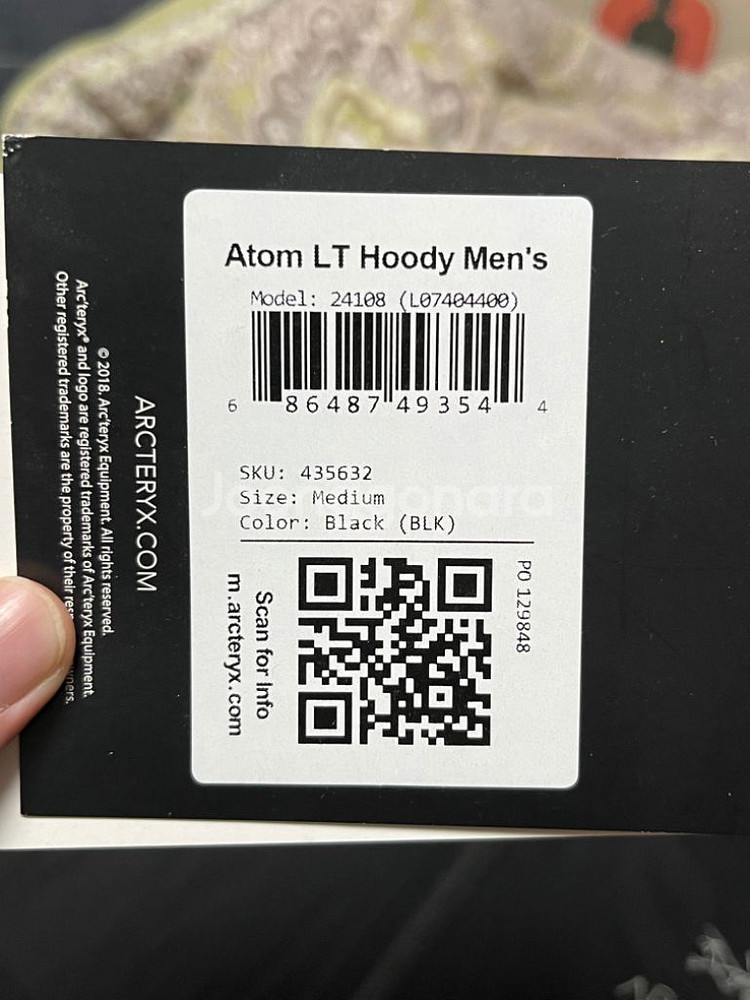 Atom LT Hoody Men's
Model: 24108 (L07404400)
6 86487 49354 4
SKU: 435632
Size: Medium
Color: Black (BLK)
PO 129848
Scan for Info
m.arcteryx.com
ARCTERYX.COM
© 2018. Arc'teryx Equipment. All rights reserved.
Arc'teryx® and logo are registered trademarks of Arc'teryx Equipment.
Other registered trademarks are the property of their